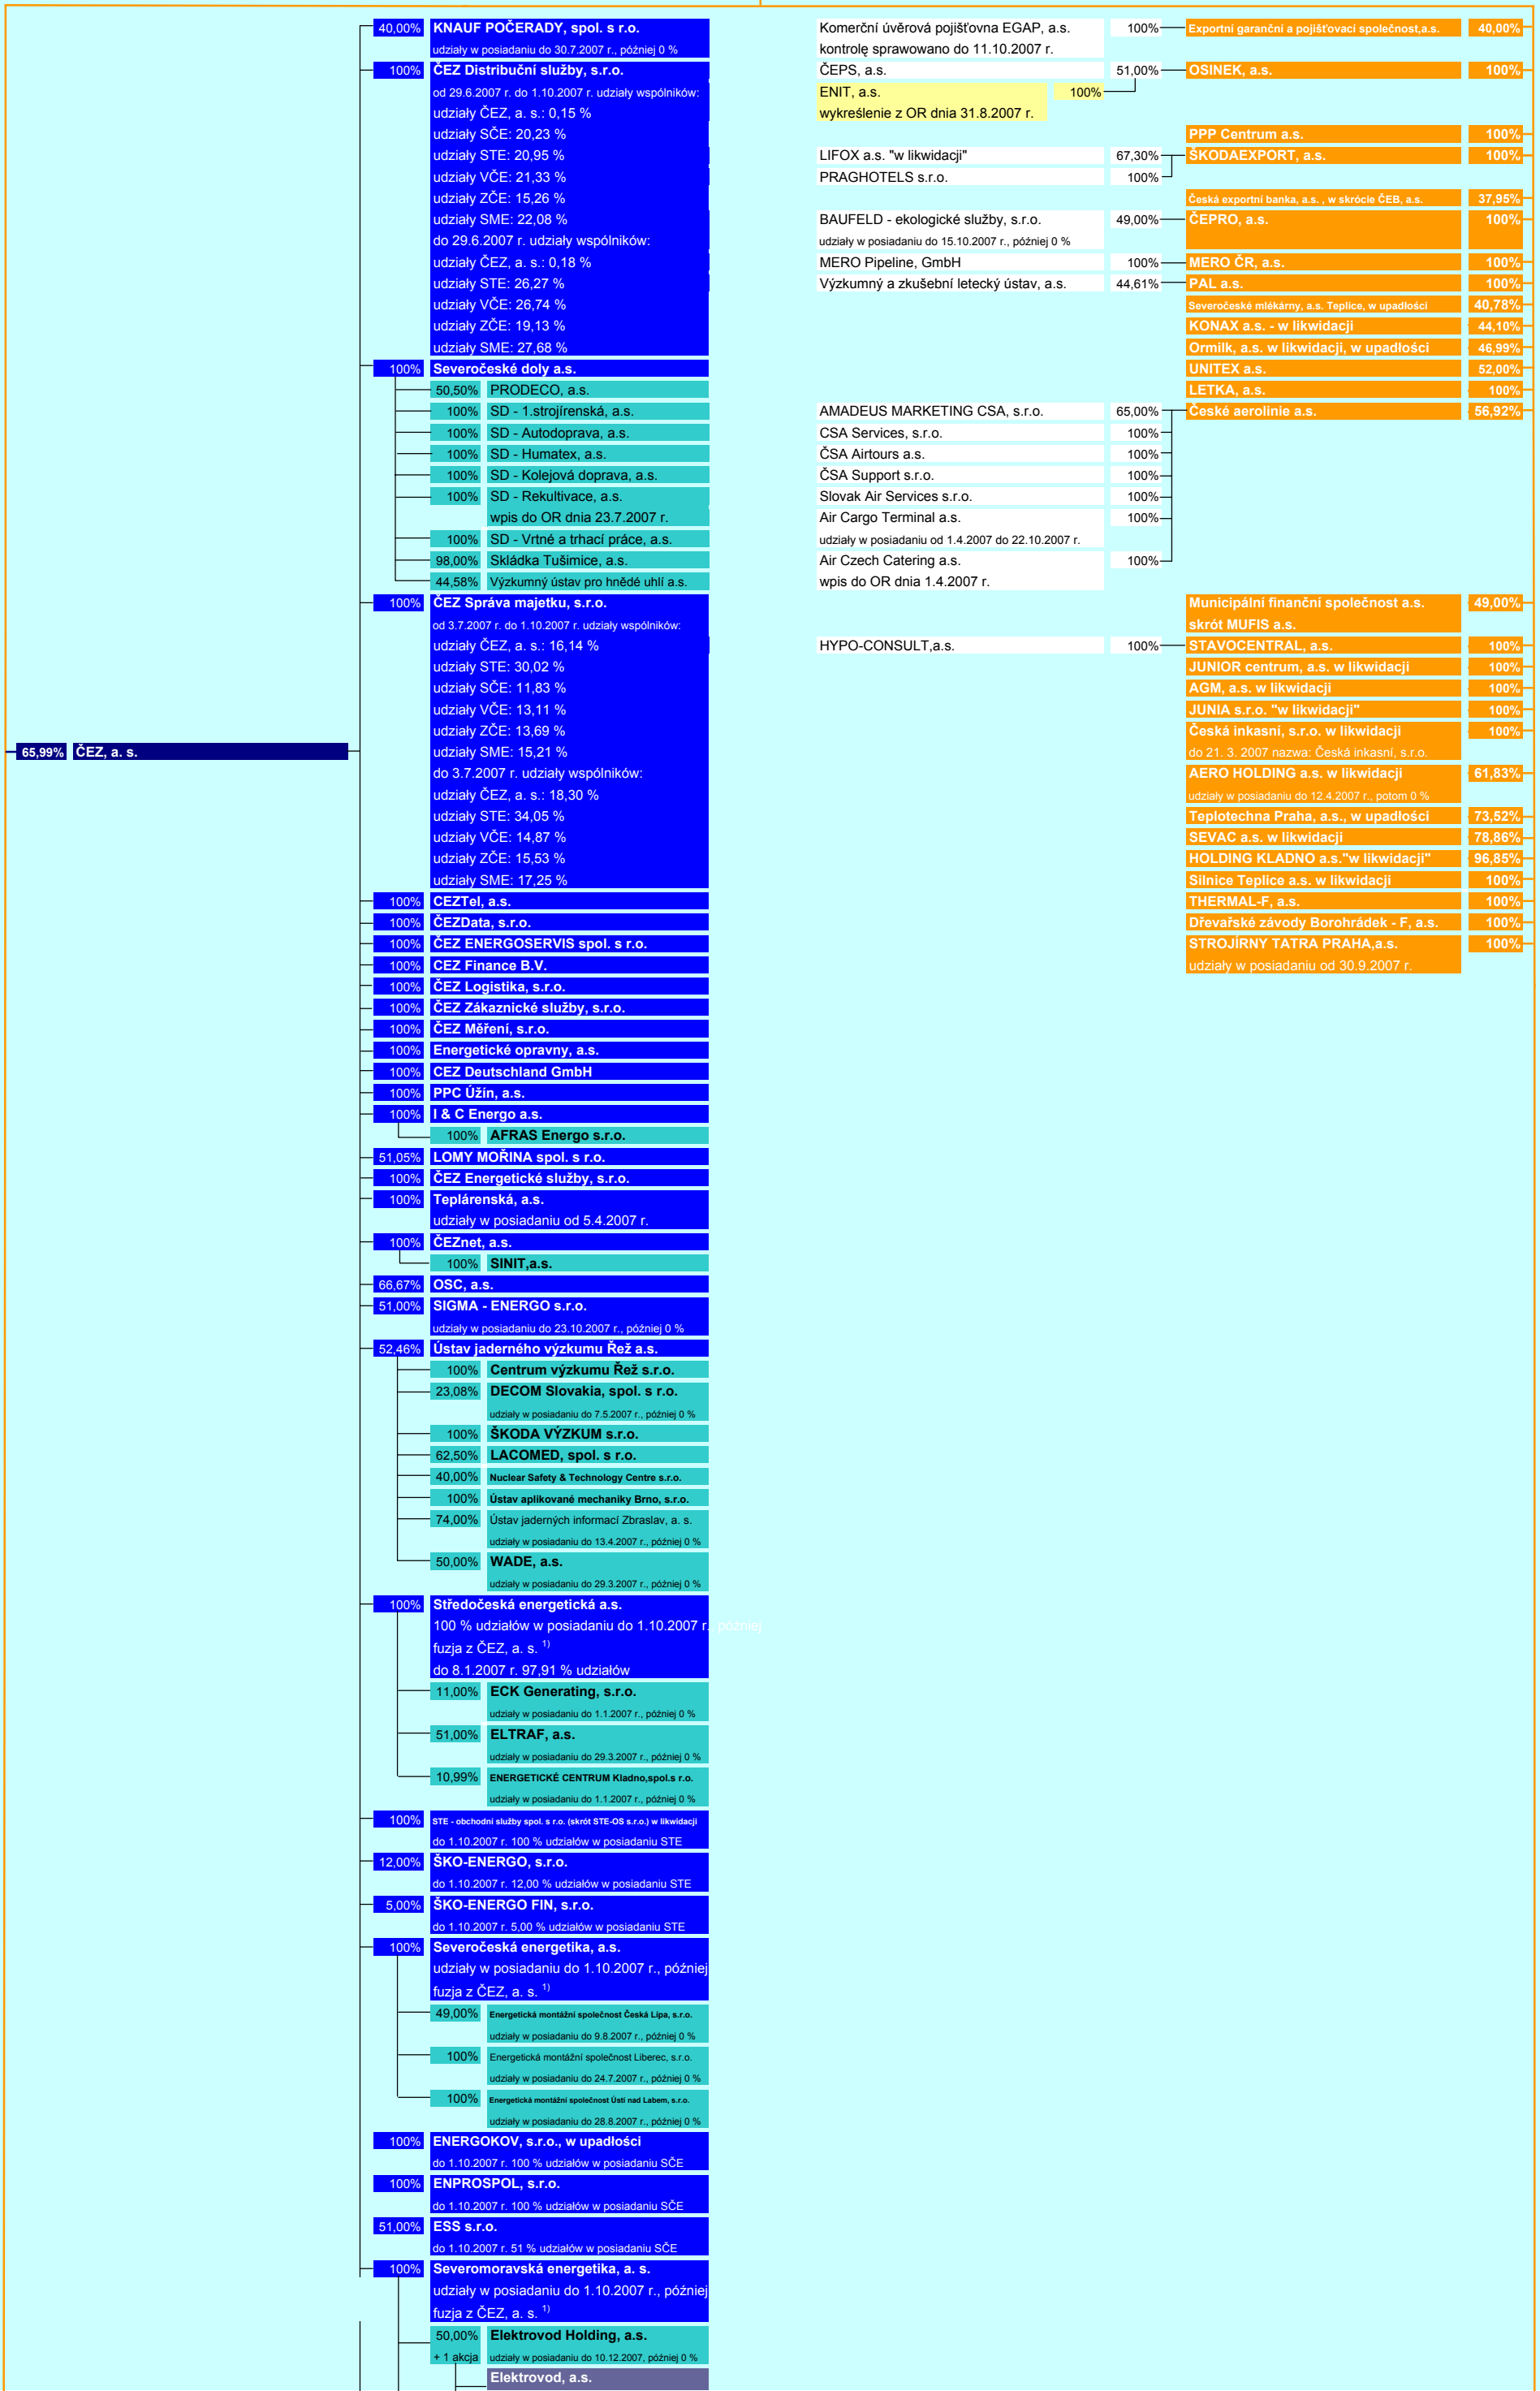 40,00% KNAUF POČERADY, spol. s r.o.
udziały w posiadaniu do 30.7.2007 r., później 0 %
100% ČEZ Distribuční služby, s.r.o.
od 29.6.2007 r. do 1.10.2007 r. udziały wspólników:
udziały ČEZ, a. s.: 0,15 %
udziały SČE: 20,23 %
udziały STE: 20,95 %
udziały VČE: 21,33 %
udziały ZČE: 15,26 %
udziały SME: 22,08 %
do 29.6.2007 r. udziały wspólników:
udziały ČEZ, a. s.: 0,18 %
udziały STE: 26,27 %
udziały VČE: 26,74 %
udziały ZČE: 19,13 %
udziały SME: 27,68 %
100% Severočeské doly a.s.
50,50% PRODECO, a.s.
100% SD - 1.strojírenská, a.s.
100% SD - Autodoprava, a.s.
100% SD - Humatex, a.s.
100% SD - Kolejová doprava, a.s.
100% SD - Rekultivace, a.s.
wpis do OR dnia 23.7.2007 r.
100% SD - Vrtné a trhací práce, a.s.
98,00% Skládka Tušimice, a.s.
44,58% Výzkumný ústav pro hnědé uhlí a.s.
100% ČEZ Správa majetku, s.r.o.
od 3.7.2007 r. do 1.10.2007 r. udziały wspólników:
udziały ČEZ, a. s.: 16,14 %
udziały STE: 30,02 %
udziały SČE: 11,83 %
udziały VČE: 13,11 %
udziały ZČE: 13,69 %
udziały SME: 15,21 %
do 3.7.2007 r. udziały wspólników:
udziały ČEZ, a. s.: 18,30 %
udziały STE: 34,05 %
udziały VČE: 14,87 %
udziały ZČE: 15,53 %
udziały SME: 17,25 %
65,99% ČEZ, a. s.
100% CEZTel, a.s.
100% ČEZData, s.r.o.
100% ČEZ ENERGOSERVIS spol. s r.o.
100% CEZ Finance B.V.
100% ČEZ Logistika, s.r.o.
100% ČEZ Zákaznické služby, s.r.o.
100% ČEZ Měření, s.r.o.
100% Energetické opravny, a.s.
100% CEZ Deutschland GmbH
100% PPC Úžín, a.s.
100% I & C Energo a.s.
100% AFRAS Energo s.r.o.
51,05% LOMY MOŘINA spol. s r.o.
100% ČEZ Energetické služby, s.r.o.
100% Teplárenská, a.s.
udziały w posiadaniu od 5.4.2007 r.
100% ČEZnet, a.s.
100% SINIT,a.s.
66,67% OSC, a.s.
51,00% SIGMA - ENERGO s.r.o.
udziały w posiadaniu do 23.10.2007 r., później 0 %
52,46% Ústav jaderného výzkumu Řež a.s.
100% Centrum výzkumu Řež s.r.o.
23,08% DECOM Slovakia, spol. s r.o.
udziały w posiadaniu do 7.5.2007 r., później 0 %
100% ŠKODA VÝZKUM s.r.o.
62,50% LACOMED, spol. s r.o.
40,00% Nuclear Safety & Technology Centre s.r.o.
100% Ústav aplikované mechaniky Brno, s.r.o.
74,00% Ústav jaderných informací Zbraslav, a. s.
udziały w posiadaniu do 13.4.2007 r., później 0 %
50,00% WADE, a.s.
udziały w posiadaniu do 29.3.2007 r., później 0 %
100% Středočeská energetická a.s.
100 % udziałów w posiadaniu do 1.10.2007 r., później
fuzja z ČEZ, a. s. 1)
do 8.1.2007 r. 97,91 % udziałów
11,00% ECK Generating, s.r.o.
udziały w posiadaniu do 1.1.2007 r., później 0 %
51,00% ELTRAF, a.s.
udziały w posiadaniu do 29.3.2007 r., później 0 %
10,99% ENERGETICKÉ CENTRUM Kladno,spol.s r.o.
udziały w posiadaniu do 1.1.2007 r., później 0 %
100% STE - obchodní služby spol. s r.o. (skrót STE-OS s.r.o.) w likwidacji
do 1.10.2007 r. 100 % udziałów w posiadaniu STE
12,00% ŠKO-ENERGO, s.r.o.
do 1.10.2007 r. 12,00 % udziałów w posiadaniu STE
5,00% ŠKO-ENERGO FIN, s.r.o.
do 1.10.2007 r. 5,00 % udziałów w posiadaniu STE
100% Severočeská energetika, a.s.
udziały w posiadaniu do 1.10.2007 r., później
fuzja z ČEZ, a. s. 1)
49,00% Energetická montážní společnost Česká Lípa, s.r.o.
udziały w posiadaniu do 9.8.2007 r., później 0 %
100% Energetická montážní společnost Liberec, s.r.o.
udziały w posiadaniu do 24.7.2007 r., później 0 %
100% Energetická montážní společnost Ústí nad Labem, s.r.o.
udziały w posiadaniu do 28.8.2007 r., później 0 %
100% ENERGOKOV, s.r.o., w upadłości
do 1.10.2007 r. 100 % udziałów w posiadaniu SČE
100% ENPROSPOL, s.r.o.
do 1.10.2007 r. 100 % udziałów w posiadaniu SČE
51,00% ESS s.r.o.
do 1.10.2007 r. 51 % udziałów w posiadaniu SČE
100% Severomoravská energetika, a. s.
udziały w posiadaniu do 1.10.2007 r., później
fuzja z ČEZ, a. s. 1)
50,00% Elektrovod Holding, a.s.
+ 1 akcja udziały w posiadaniu do 10.12.2007, później 0 %
Elektrovod, a.s.
Komerční úvěrová pojišťovna EGAP, a.s. 100% Exportní garanční a pojišťovací společnost,a.s. 40,00%
kontrolę sprawowano do 11.10.2007 r.
ČEPS, a.s. 51,00% OSINEK, a.s. 100%
ENIT, a.s. 100%
wykreślenie z OR dnia 31.8.2007 r.
PPP Centrum a.s. 100%
LIFOX a.s. "w likwidacji" 67,30% ŠKODAEXPORT, a.s. 100%
PRAGHOTELS s.r.o. 100%
Česká exportní banka, a.s. , w skrócie ČEB, a.s. 37,95%
BAUFELD - ekologické služby, s.r.o. 49,00% ČEPRO, a.s. 100%
udziały w posiadaniu do 15.10.2007 r., później 0 %
MERO Pipeline, GmbH 100% MERO ČR, a.s. 100%
Výzkumný a zkušební letecký ústav, a.s. 44,61% PAL a.s. 100%
Severočeské mlékárny, a.s. Teplice, w upadłości 40,78%
KONAX a.s. - w likwidacji 44,10%
Ormilk, a.s. w likwidacji, w upadłości 46,99%
UNITEX a.s. 52,00%
LETKA, a.s. 100%
AMADEUS MARKETING CSA, s.r.o. 65,00% České aerolinie a.s. 56,92%
CSA Services, s.r.o. 100%
ČSA Airtours a.s. 100%
ČSA Support s.r.o. 100%
Slovak Air Services s.r.o. 100%
Air Cargo Terminal a.s. 100%
udziały w posiadaniu od 1.4.2007 do 22.10.2007 r.
Air Czech Catering a.s. 100%
wpis do OR dnia 1.4.2007 r.
Municipální finanční společnost a.s. 49,00%
skrót MUFIS a.s.
HYPO-CONSULT,a.s. 100% STAVOCENTRAL, a.s. 100%
JUNIOR centrum, a.s. w likwidacji 100%
AGM, a.s. w likwidacji 100%
JUNIA s.r.o. "w likwidacji" 100%
Česká inkasní, s.r.o. w likwidacji 100%
do 21. 3. 2007 nazwa: Česká inkasní, s.r.o.
AERO HOLDING a.s. w likwidacji 61,83%
udziały w posiadaniu do 12.4.2007 r., potom 0 %
Teplotechna Praha, a.s., w upadłości 73,52%
SEVAC a.s. w likwidacji 78,86%
HOLDING KLADNO a.s."w likwidacji" 96,85%
Silnice Teplice a.s. w likwidacji 100%
THERMAL-F, a.s. 100%
Dřevařské závody Borohrádek - F, a.s. 100%
STROJÍRNY TATRA PRAHA,a.s. 100%
udziały w posiadaniu od 30.9.2007 r.